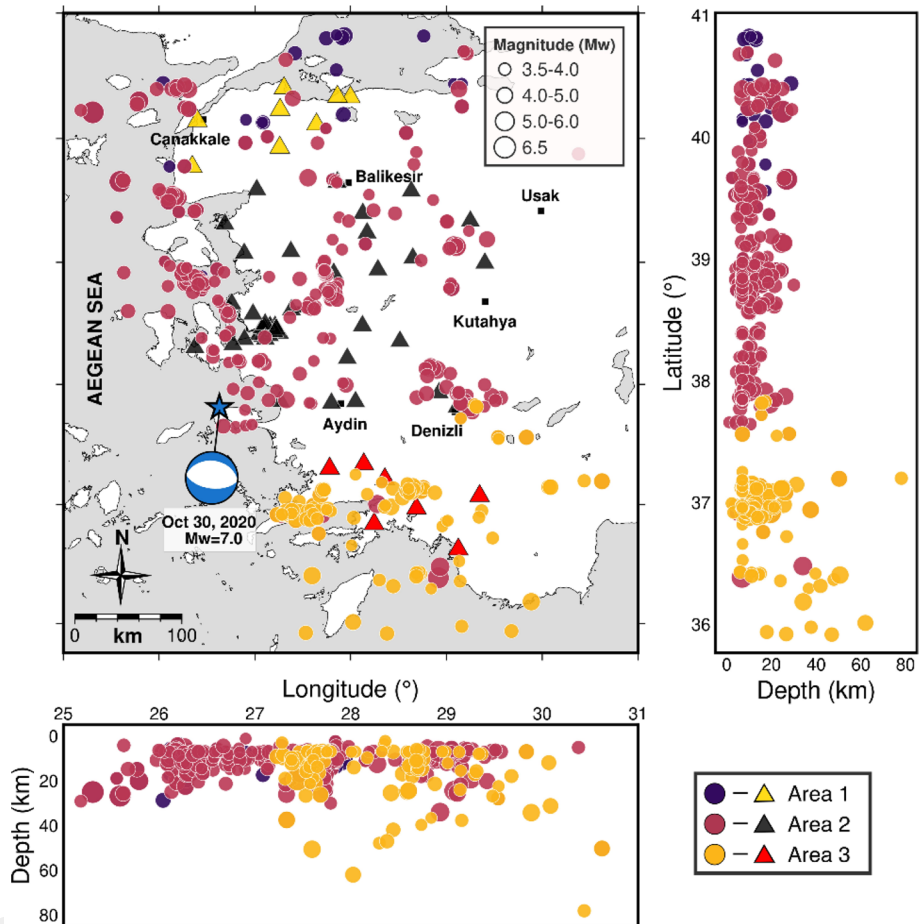 Magnitude (Mw)
3.5-4.0
4.0-5.0
5.0-6.0
6.5
Canakkale
Balikesir
Usak
Kutahya
AEGEAN SEA
Aydin
Denizli
Oct 30, 2020
Mw=7.0
N
0 100
km
41
40
39
38
37
36
Latitude (°)
0 20 40 60 80
Depth (km)
Longitude (°)
25 26 27 28 29 30 31
0
20
40
60
80
Depth (km)
Area 1
Area 2
Area 3